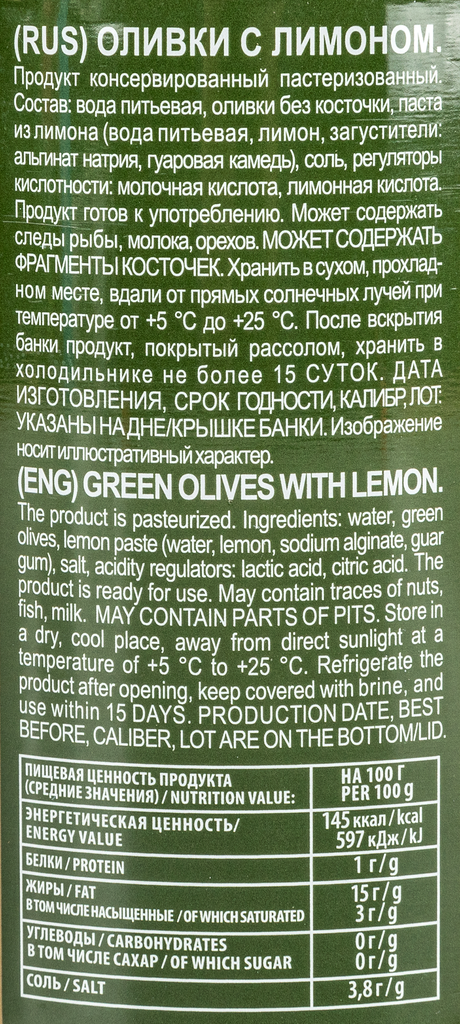 (RUS) ОЛИВКИ С ЛИМОНОМ.
Продукт консервированный пастеризованный.
Состав: вода питьевая, оливки без косточки, паста
из лимона (вода питьевая, лимон, загустители:
альгинат натрия, гуаровая камедь), соль, регуляторы
кислотности: молочная кислота, лимонная кислота.
Продукт готов к употреблению. Может содержать
следы рыбы, молока, орехов. МОЖЕТ СОДЕРЖАТЬ
ФРАГМЕНТЫ КОСТОЧЕК. Хранить в сухом, прохлад-
ном месте, вдали от прямых солнечных лучей при
температуре от +5 °C до +25 °C. После вскрытия
банки продукт, покрытый рассолом, хранить в
холодильнике не более 15 СУТОК. ДАТА
ИЗГОТОВЛЕНИЯ, СРОК ГОДНОСТИ, КАЛИБР, ЛОТ:
УКАЗАНЫ НА ДНЕ/КРЫШКЕ БАНКИ. Изображение
носит иллюстративный характер.
(ENG) GREEN OLIVES WITH LEMON.
The product is pasteurized. Ingredients: water, green
olives, lemon paste (water, lemon, sodium alginate, guar
gum), salt, acidity regulators: lactic acid, citric acid. The
product is ready for use. May contain traces of nuts,
fish, milk. MAY CONTAIN PARTS OF PITS. Store in
a dry, cool place, away from direct sunlight at a
temperature of +5 °C to +25 °C. Refrigerate the
product after opening, keep covered with brine, and
use within 15 DAYS. PRODUCTION DATE, BEST
BEFORE, CALIBER, LOT ARE ON THE BOTTOM/LID.
ПИЩЕВАЯ ЦЕННОСТЬ ПРОДУКТА
(СРЕДНИЕ ЗНАЧЕНИЯ) / NUTRITION VALUE:
НА 100 Г
PER 100 g
ЭНЕРГЕТИЧЕСКАЯ ЦЕННОСТЬ/
ENERGY VALUE
145 ккал/kcal
597 кДж/kJ
БЕЛКИ / PROTEIN
1 г/g
ЖИРЫ / FAT
15 г/g
В ТОМ ЧИСЛЕ НАСЫЩЕННЫЕ / OF WHICH SATURATED
3 г/g
УГЛЕВОДЫ / CARBOHYDRATES
0 г/g
В ТОМ ЧИСЛЕ САХАР / OF WHICH SUGAR
0 г/g
СОЛЬ / SALT
3,8 г/g